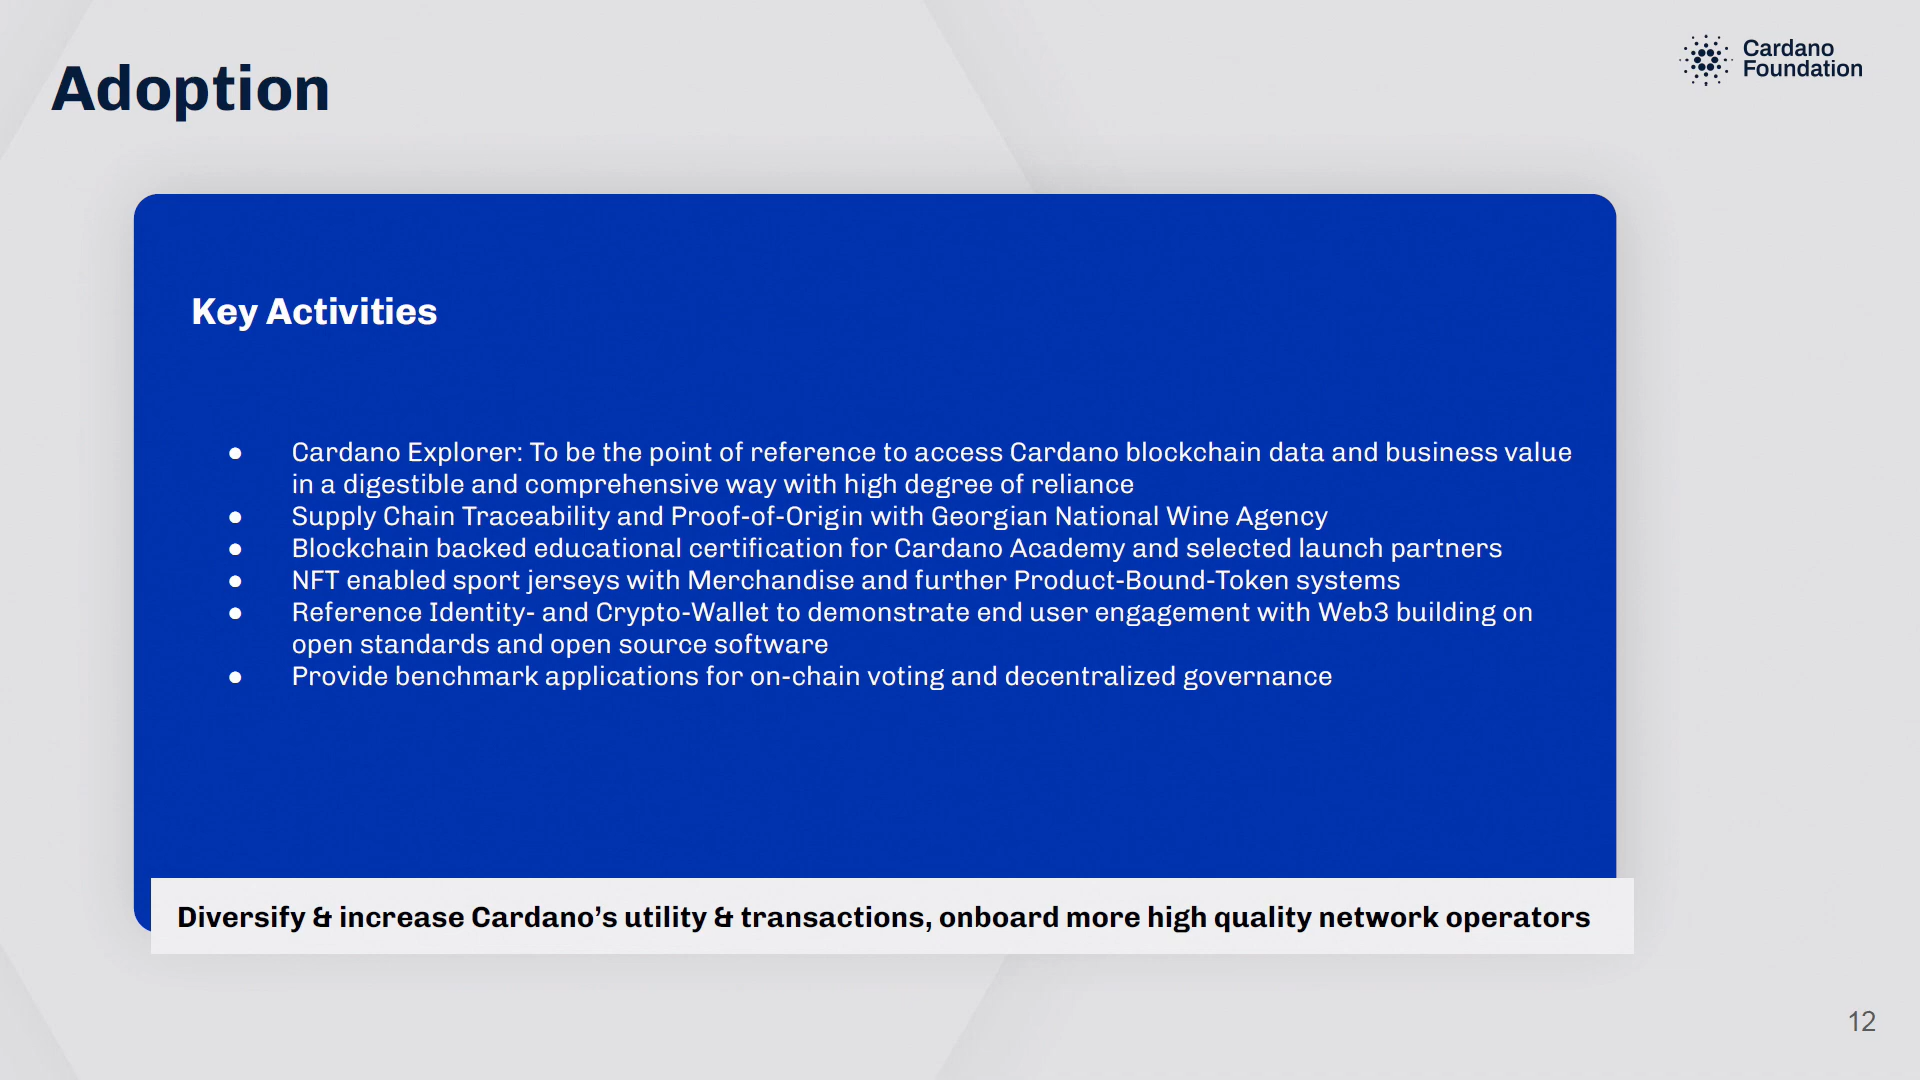 Adoption
Cardano
Foundation
Key Activities
● Cardano Explorer: To be the point of reference to access Cardano blockchain data and business value
in a digestible and comprehensive way with high degree of reliance
● Supply Chain Traceability and Proof-of-Origin with Georgian National Wine Agency
● Blockchain backed educational certification for Cardano Academy and selected launch partners
● NFT enabled sport jerseys with Merchandise and further Product-Bound-Token systems
● Reference Identity- and Crypto-Wallet to demonstrate end user engagement with Web3 building on
open standards and open source software
● Provide benchmark applications for on-chain voting and decentralized governance
Diversify & increase Cardano’s utility & transactions, onboard more high quality network operators
12